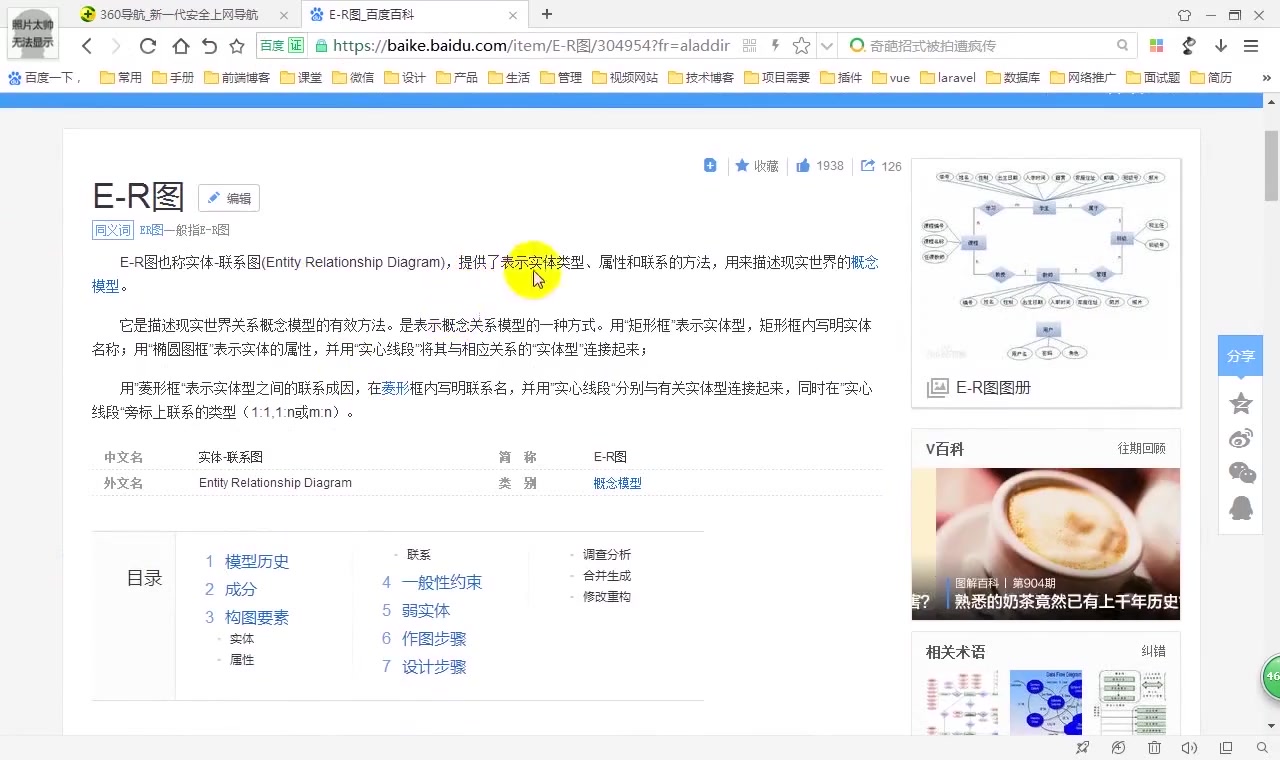 照片太帅
无法显示
360导航_新一代安全上网导航
E-R图_百度百科
百度 证
https://baike.baidu.com/item/E-R图/304954?fr=aladdir
奇葩招式被拍遭疯传
百度一下，
常用
手册
前端博客
课堂
微信
设计
产品
生活
管理
视频网站
技术博客
项目需要
插件
vue
laravel
数据库
网络推广
面试题
简历
»
收藏
1938
126
E-R图
编辑
同义词 ER图一般指E-R图
E-R图也称实体-联系图(Entity Relationship Diagram)，提供了表示实体类型、属性和联系的方法，用来描述现实世界的概念
模型。
它是描述现实世界关系概念模型的有效方法。是表示概念关系模型的一种方式。用“矩形框”表示实体型，矩形框内写明实体
名称；用“椭圆图框”表示实体的属性，并用“实心线段”将其与相应关系的“实体型”连接起来；
用”菱形框“表示实体型之间的联系成因，在菱形框内写明联系名，并用”实心线段“分别与有关实体型连接起来，同时在”实心
线段“旁标上联系的类型（1:1,1:n或m:n）。
中文名 实体-联系图 简 称 E-R图
外文名 Entity Relationship Diagram 类 别 概念模型
目录
1 模型历史
2 成分
3 构图要素
实体
属性
联系
4 一般性约束
5 弱实体
6 作图步骤
7 设计步骤
调查分析
合并生成
修改重构
E-R图图册
V百科 往期回顾
图解百科 | 第904期
害? 熟悉的奶茶竟然已有上千年历史
相关术语 纠错
分享
46